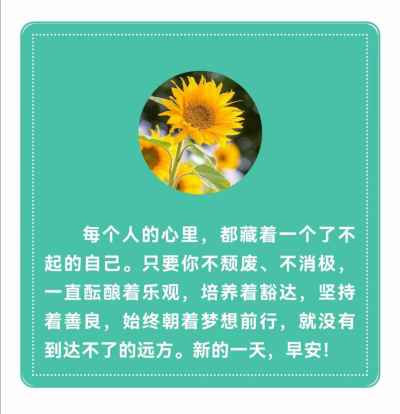 每个人的心里，都藏着一个了不
起的自己。只要你不颓废、不消极，
一直酝酿着乐观，培养着豁达，坚持
着善良，始终朝着梦想前行，就没有
到达不了的远方。新的一天，早安！